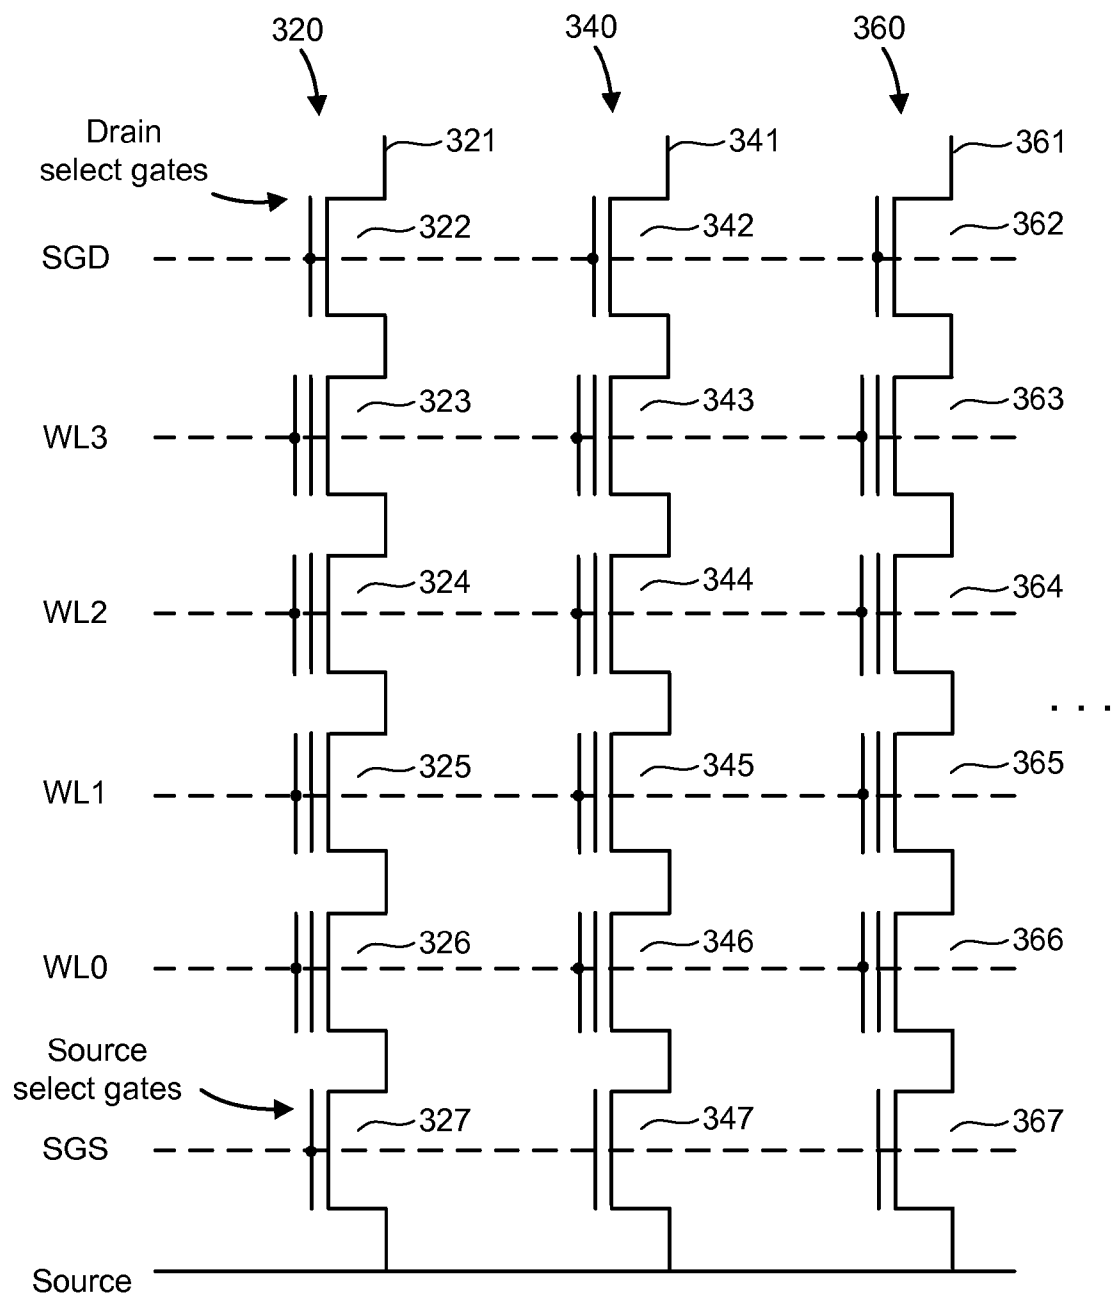 320 340 360
Drain
select gates
321 341 361
322 342 362
SGD
323 343 363
WL3
324 344 364
WL2
. . .
325 345 365
WL1
326 346 366
WL0
Source
select gates
327 347 367
SGS
Source